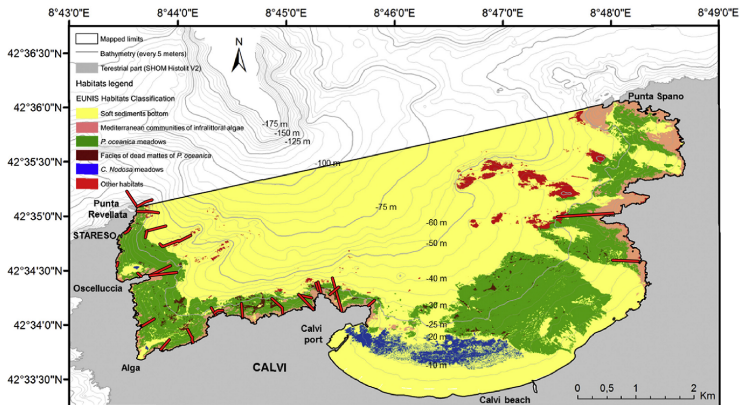 8°43'0"E 8°44'0"E 8°45'0"E 8°46'0"E 8°47'0"E 8°48'0"E 8°49'0"E
42°36'30"N
42°36'0"N
42°35'30"N
42°35'0"N
42°34'30"N
42°34'0"N
42°33'30"N
Mapped limits
Bathymetry (every 5 meters)
Terestrial part (SHOM Histolit V2)
Habitats legend
EUNIS Habitats Classification
Soft sediments bottom
Mediterranean communities of infralittoral algae
P. oceanica meadows
Facies of dead mattes of P. oceanica
C. Nodosa meadows
Other habitats
N
-175 m
-150 m
-125 m
-100 m
-75 m
-60 m
-50 m
-40 m
-30 m
-25 m
-20 m
-10 m
Punta Spano
Punta
Revellata
STARESO
Oscelluccia
Alga
CALVI
Calvi
port
Calvi beach
0 0,5 1 2
Km